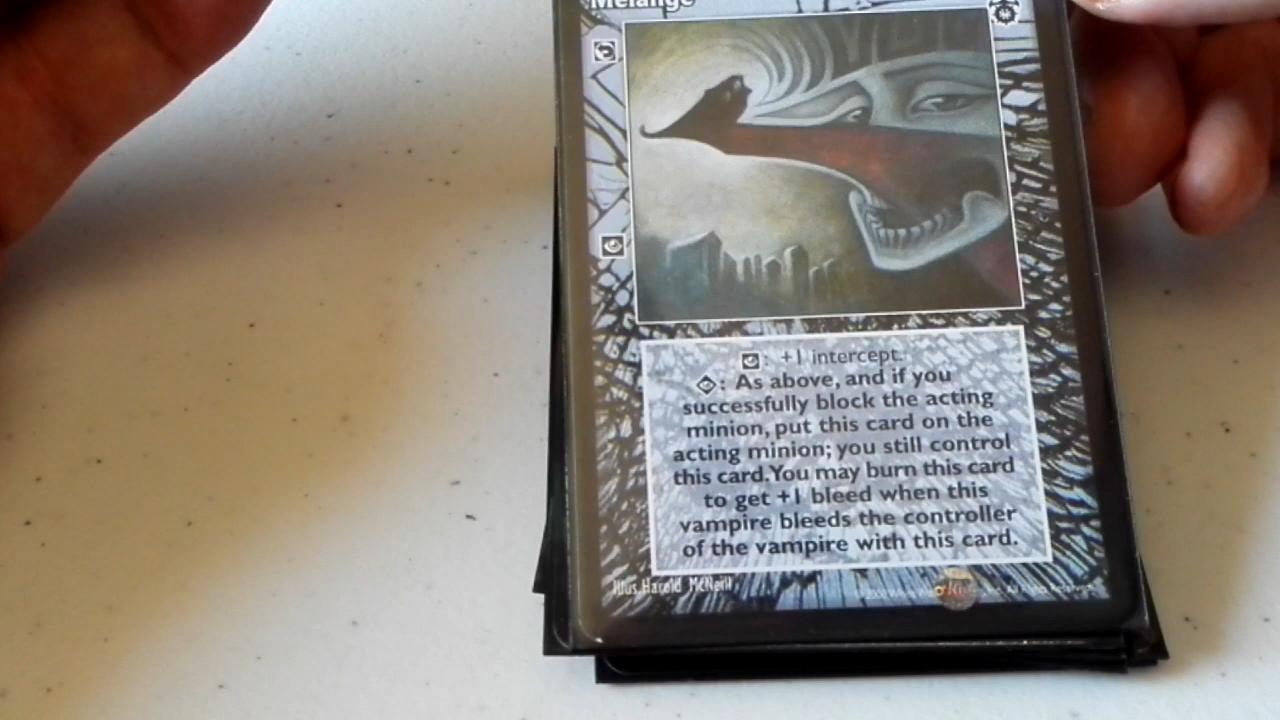 Melange
: +1 intercept.
: As above, and if you
successfully block the acting
minion, put this card on the
acting minion; you still control
this card. You may burn this card
to get +1 bleed when this
vampire bleeds the controller
of the vampire with this card.
Illus. Harold McNeill